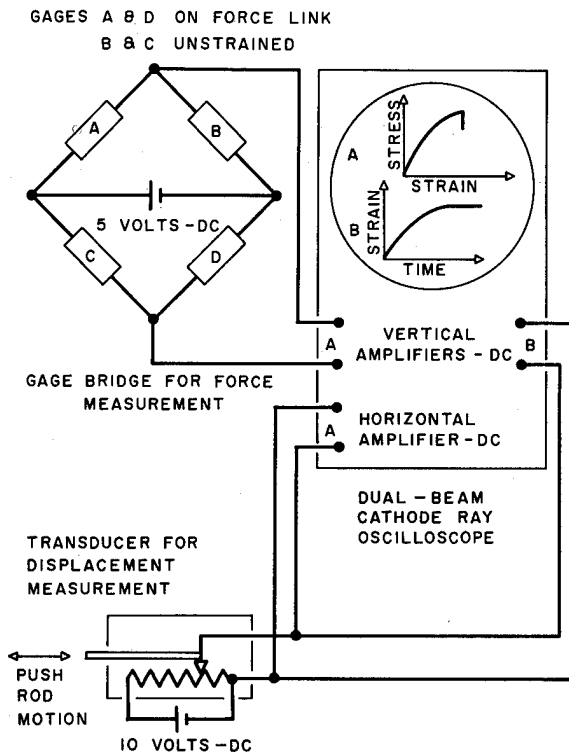 GAGES A & D ON FORCE LINK
B & C UNSTRAINED
A
B
C
D
5 VOLTS-DC
GAGE BRIDGE FOR FORCE
MEASUREMENT
A
STRESS
STRAIN
B
STRAIN
TIME
A
VERTICAL
AMPLIFIERS - DC
B
A
HORIZONTAL
AMPLIFIER-DC
DUAL-BEAM
CATHODE RAY
OSCILLOSCOPE
TRANSDUCER FOR
DISPLACEMENT
MEASUREMENT
PUSH
ROD
MOTION
10 VOLTS-DC